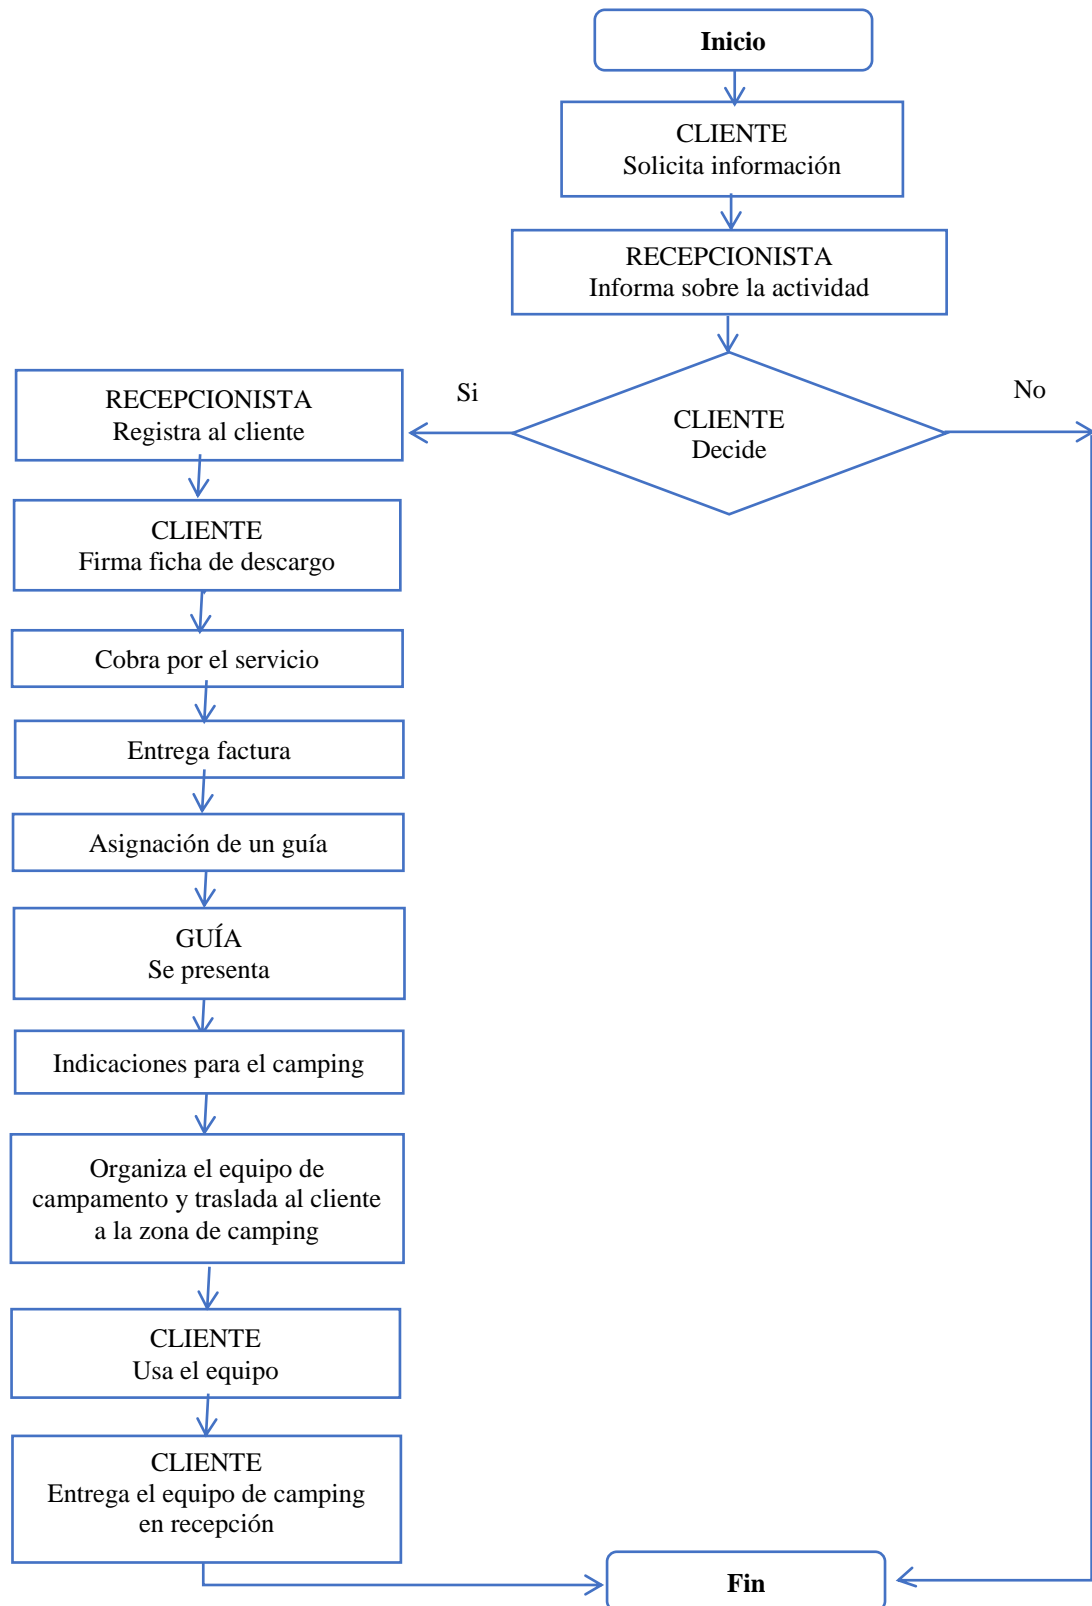 Inicio
CLIENTE
Solicita información
RECEPCIONISTA
Informa sobre la actividad
CLIENTE
Decide
Si
No
RECEPCIONISTA
Registra al cliente
CLIENTE
Firma ficha de descargo
Cobra por el servicio
Entrega factura
Asignación de un guía
GUÍA
Se presenta
Indicaciones para el camping
Organiza el equipo de
campamento y traslada al cliente
a la zona de camping
CLIENTE
Usa el equipo
CLIENTE
Entrega el equipo de camping
en recepción
Fin